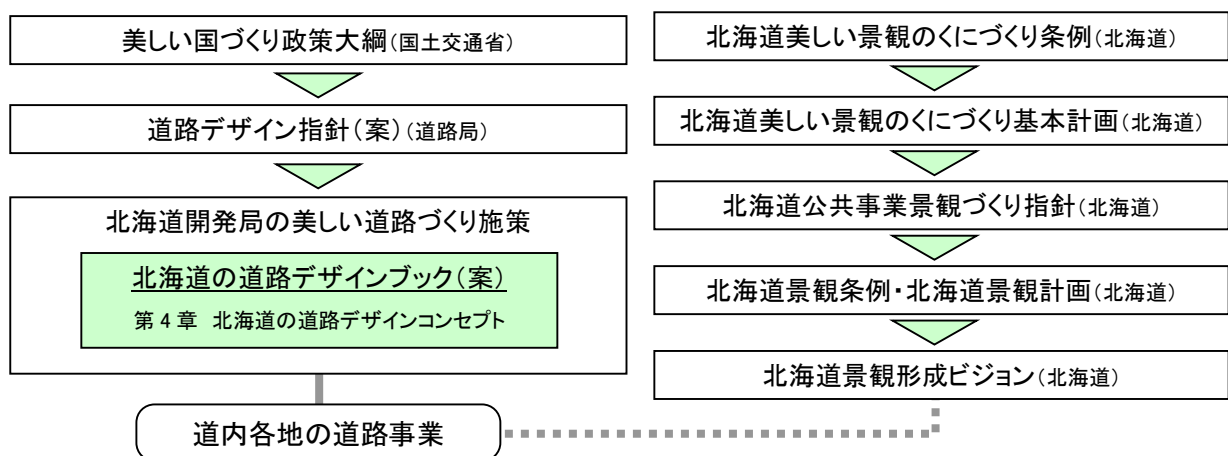 美しい国づくり政策大綱(国土交通省)
道路デザイン指針(案)(道路局)
北海道開発局の美しい道路づくり施策
北海道の道路デザインブック(案)
第4章 北海道の道路デザインコンセプト
道内各地の道路事業
北海道美しい景観のくにづくり条例(北海道)
北海道美しい景観のくにづくり基本計画(北海道)
北海道公共事業景観づくり指針(北海道)
北海道景観条例・北海道景観計画(北海道)
北海道景観形成ビジョン(北海道)